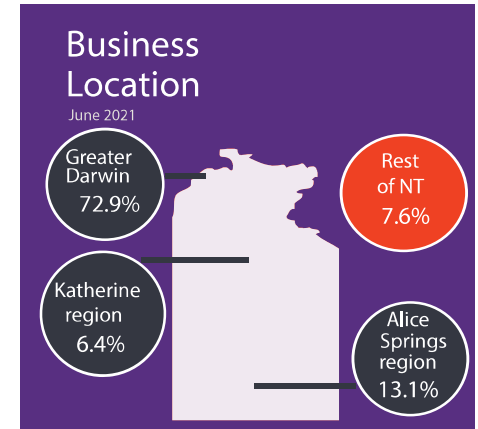 Business
Location
June 2021
Greater
Darwin
72.9%
Rest
of NT
7.6%
Katherine
region
6.4%
Alice
Springs
region
13.1%